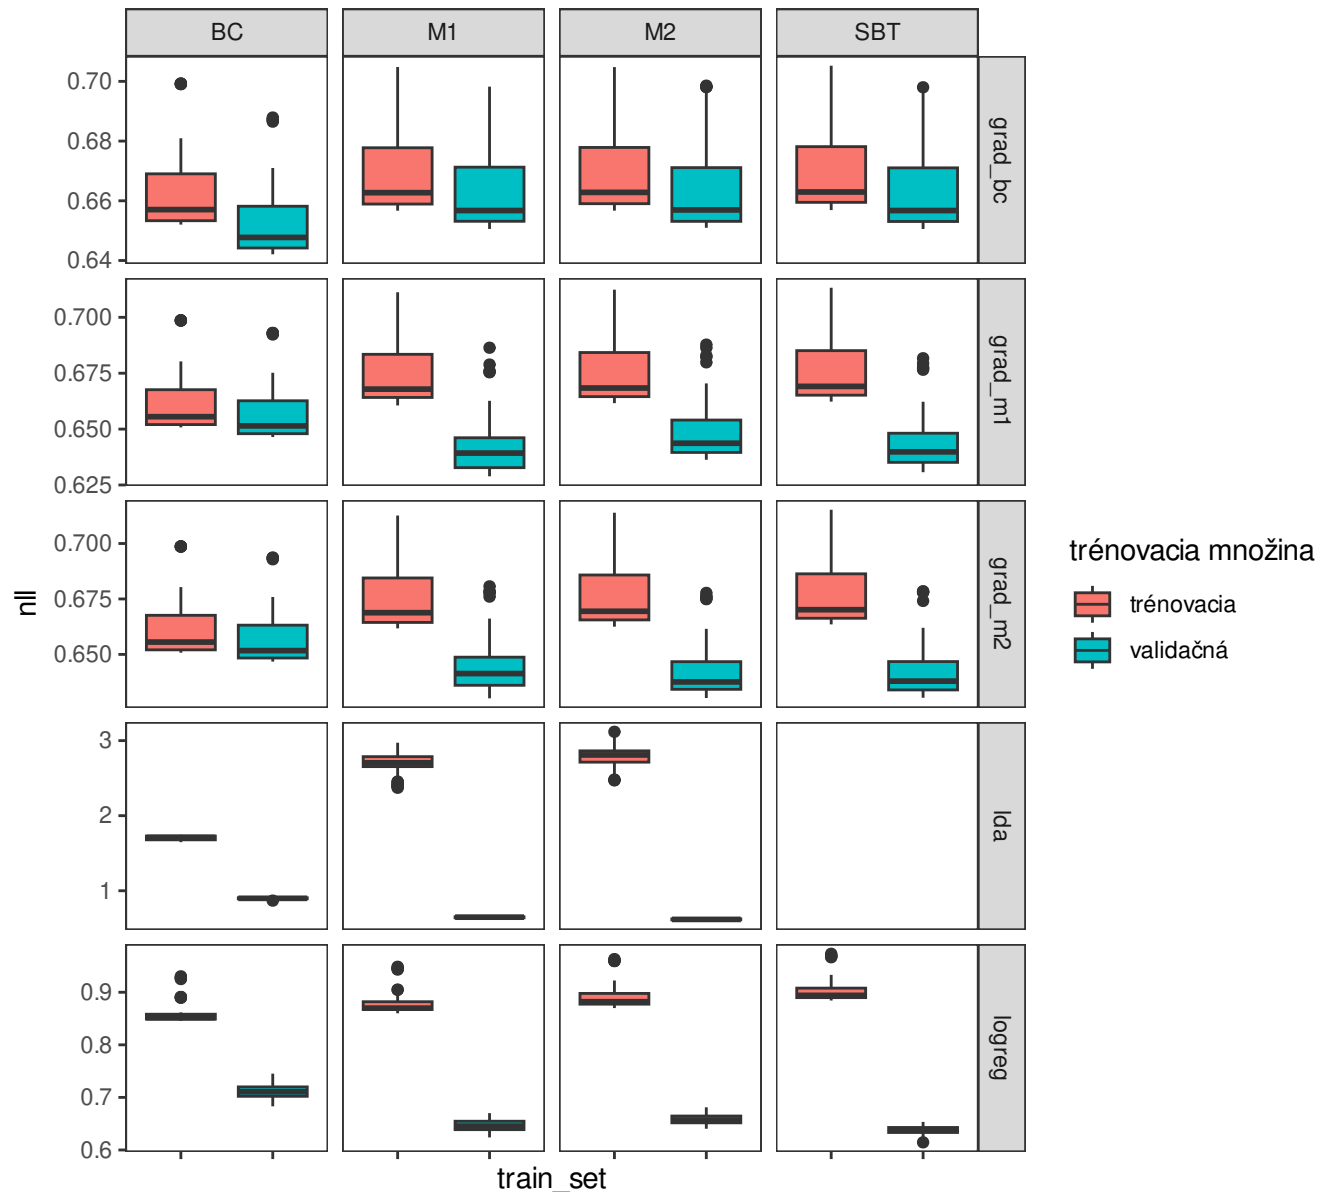 BC M1 M2 SBT
0.70
0.68
0.66
0.64
grad_bc
0.700
0.675
0.650
0.625
grad_m1
0.700
0.675
0.650
grad_m2
3
2
1
lda
0.9
0.8
0.7
0.6
logreg
nll
train_set
trénovacia množina
trénovacia
validačná